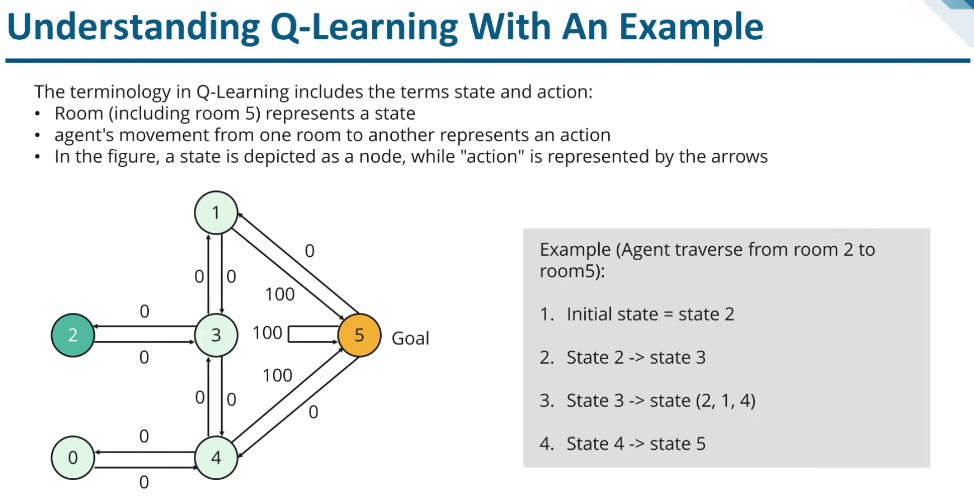 Understanding Q-Learning With An Example
The terminology in Q-Learning includes the terms state and action:
• Room (including room 5) represents a state
• agent's movement from one room to another represents an action
• In the figure, a state is depicted as a node, while "action" is represented by the arrows
1
0
0 0
100
0
2
3
100
5
Goal
0
100
0 0
0
0
0
4
0
Example (Agent traverse from room 2 to
room5):
1. Initial state = state 2
2. State 2 -> state 3
3. State 3 -> state (2, 1, 4)
4. State 4 -> state 5